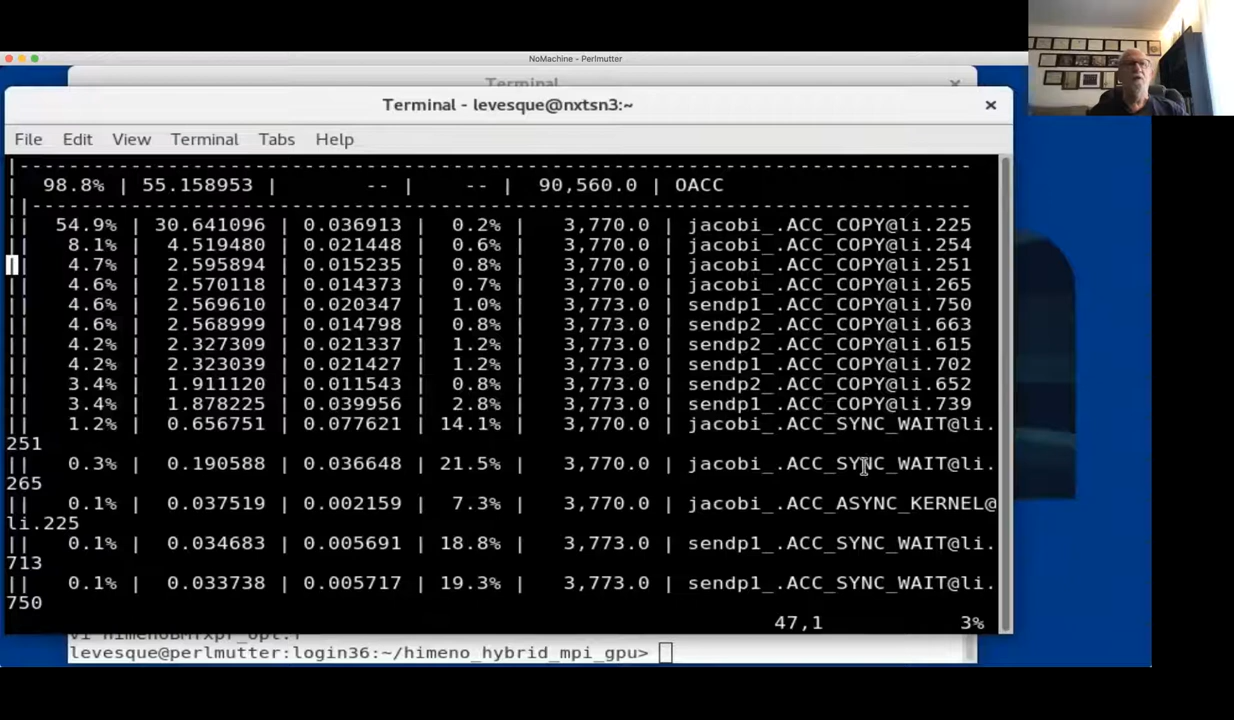 NoMachine - Perlmutter
Terminal
Terminal - levesque@nxtsn3:~
File Edit View Terminal Tabs Help
|-----------------------------------------------------------------------------
| 98.8% | 55.158953 | -- | -- | 90,560.0 | OACC
||----------------------------------------------------------------------------
|| 54.9% | 30.641096 | 0.036913 | 0.2% | 3,770.0 | jacobi_.ACC_COPY@li.225
|| 8.1% | 4.519480 | 0.021448 | 0.6% | 3,770.0 | jacobi_.ACC_COPY@li.254
|| 4.7% | 2.595894 | 0.015235 | 0.8% | 3,770.0 | jacobi_.ACC_COPY@li.251
|| 4.6% | 2.570118 | 0.014373 | 0.7% | 3,770.0 | jacobi_.ACC_COPY@li.265
|| 4.6% | 2.569610 | 0.020347 | 1.0% | 3,773.0 | sendp1_.ACC_COPY@li.750
|| 4.6% | 2.568999 | 0.014798 | 0.8% | 3,773.0 | sendp2_.ACC_COPY@li.663
|| 4.2% | 2.327309 | 0.021337 | 1.2% | 3,773.0 | sendp2_.ACC_COPY@li.615
|| 4.2% | 2.323039 | 0.021427 | 1.2% | 3,773.0 | sendp1_.ACC_COPY@li.702
|| 3.4% | 1.911120 | 0.011543 | 0.8% | 3,773.0 | sendp2_.ACC_COPY@li.652
|| 3.4% | 1.878225 | 0.039956 | 2.8% | 3,773.0 | sendp1_.ACC_COPY@li.739
|| 1.2% | 0.656751 | 0.077621 | 14.1% | 3,770.0 | jacobi_.ACC_SYNC_WAIT@li.
251
|| 0.3% | 0.190588 | 0.036648 | 21.5% | 3,770.0 | jacobi_.ACC_SYNC_WAIT@li.
265
|| 0.1% | 0.037519 | 0.002159 | 7.3% | 3,770.0 | jacobi_.ACC_ASYNC_KERNEL@
li.225
|| 0.1% | 0.034683 | 0.005691 | 18.8% | 3,773.0 | sendp1_.ACC_SYNC_WAIT@li.
713
|| 0.1% | 0.033738 | 0.005717 | 19.3% | 3,773.0 | sendp1_.ACC_SYNC_WAIT@li.
750
47,1 3%
levesque@perlmutter:login36:~/himeno_hybrid_mpi_gpu>